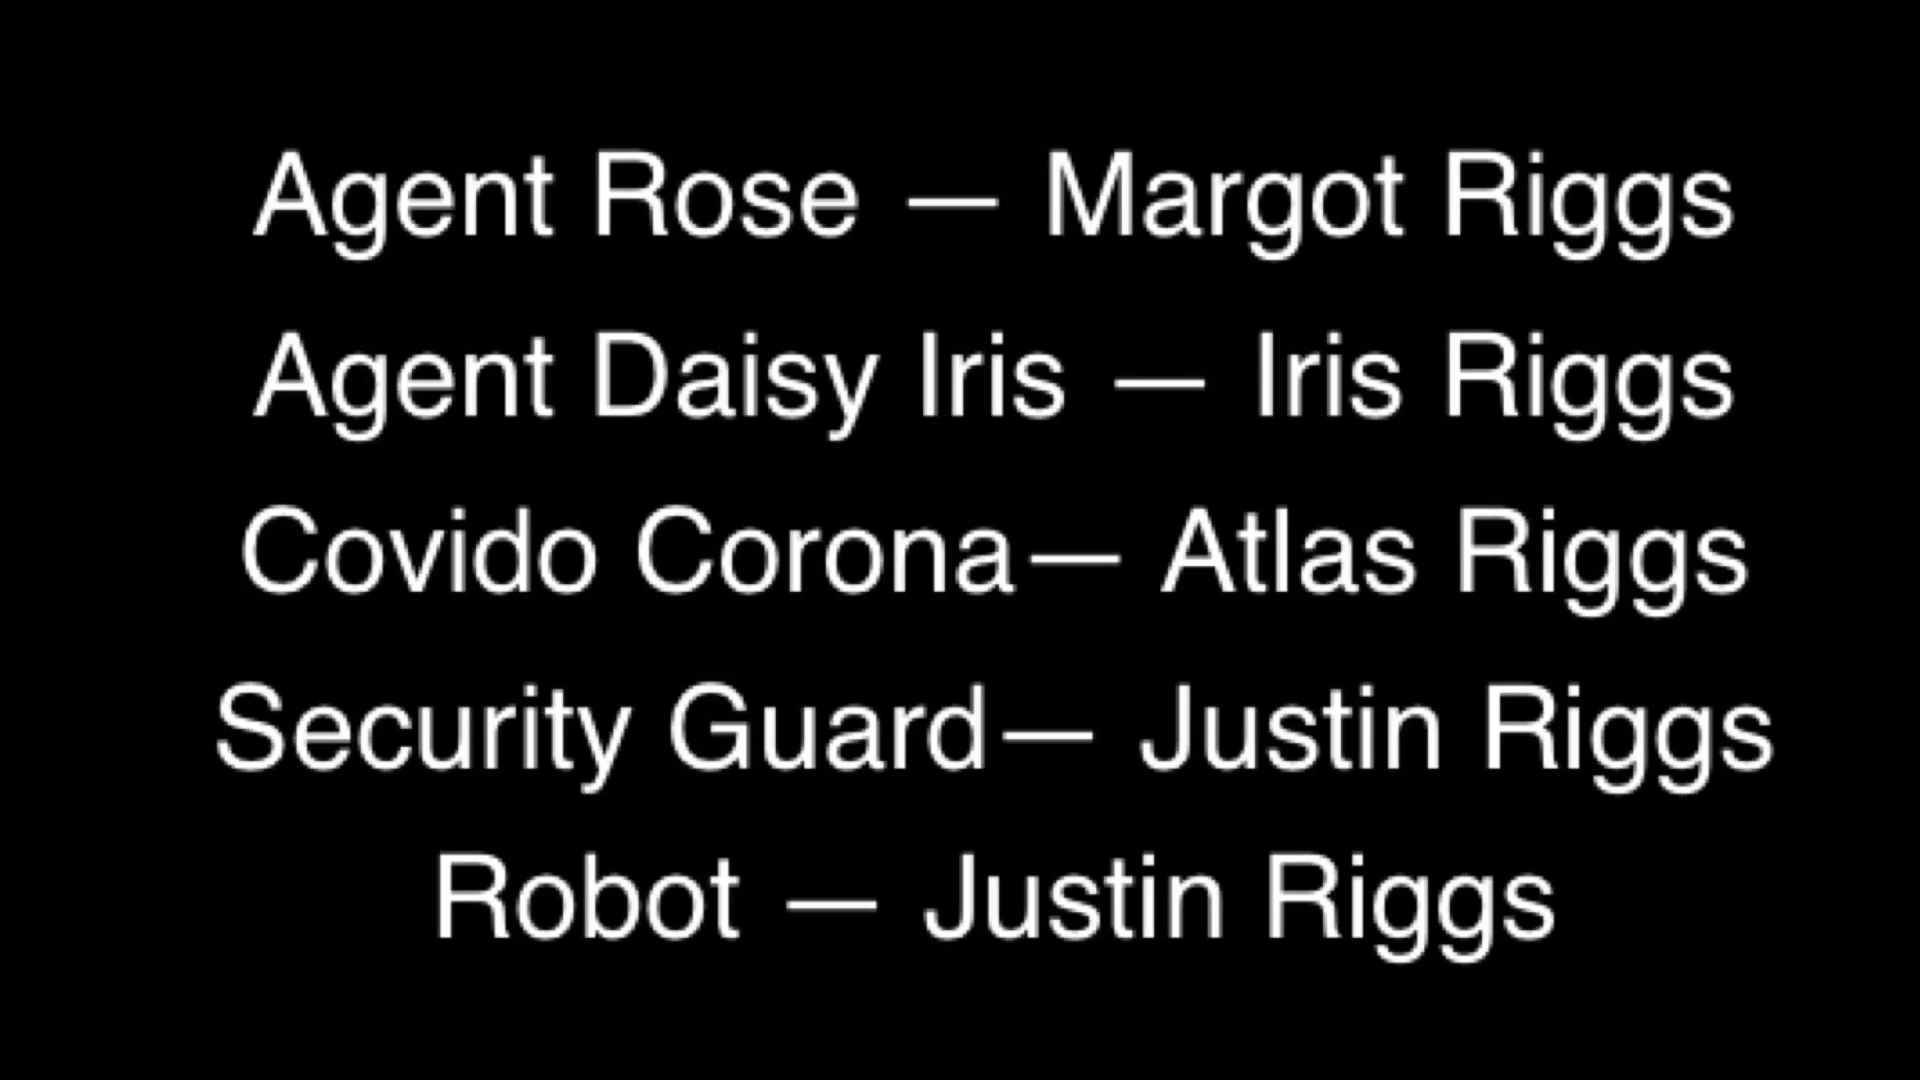 Agent Rose — Margot Riggs
Agent Daisy Iris — Iris Riggs
Covido Corona— Atlas Riggs
Security Guard— Justin Riggs
Robot — Justin Riggs